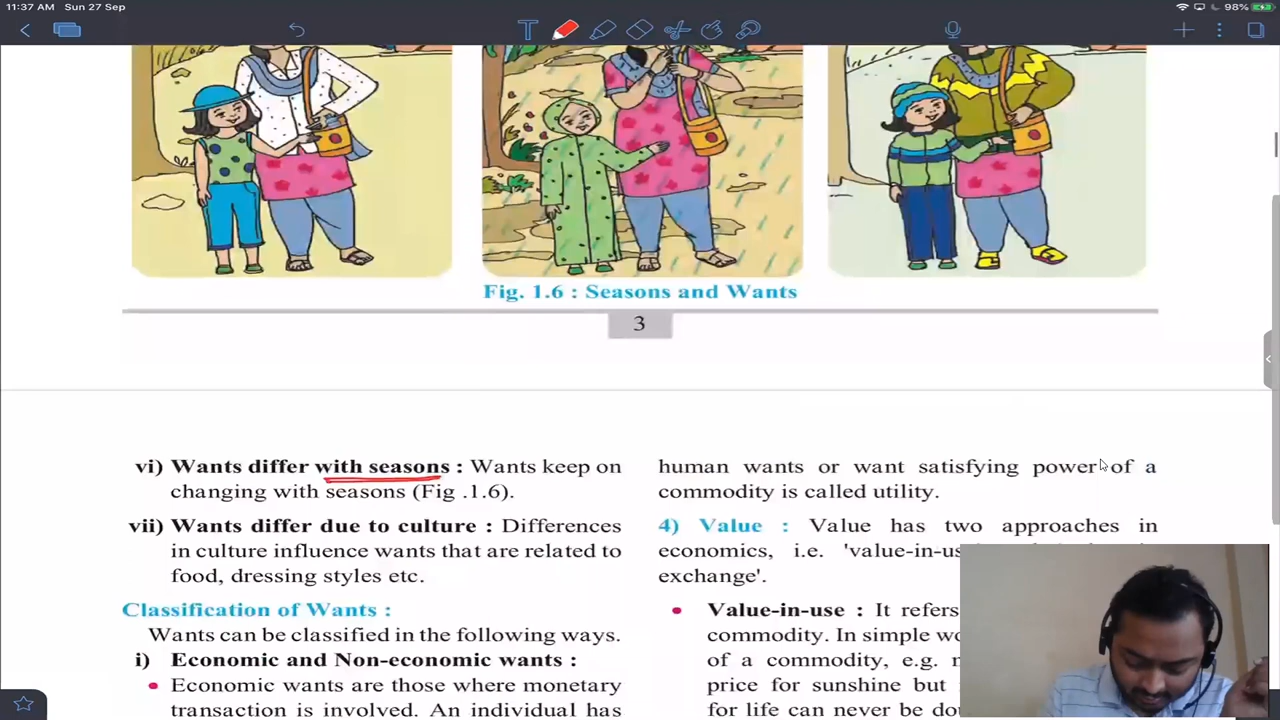 11:37 AM Sun 27 Sep
98%
T
Fig. 1.6 : Seasons and Wants
3
vi) Wants differ with seasons : Wants keep on
changing with seasons (Fig .1.6).
vii) Wants differ due to culture : Differences
in culture influence wants that are related to
food, dressing styles etc.
Classification of Wants :
Wants can be classified in the following ways.
i) Economic and Non-economic wants :
• Economic wants are those where monetary
transaction is involved. An individual has
human wants or want satisfying power of a
commodity is called utility.
4) Value : Value has two approaches in
economics, i.e.
exchange'.
• Value-in-use : It refers
commodity. In simple
of a commodity, e.g.
price for sunshine but
for life can never be